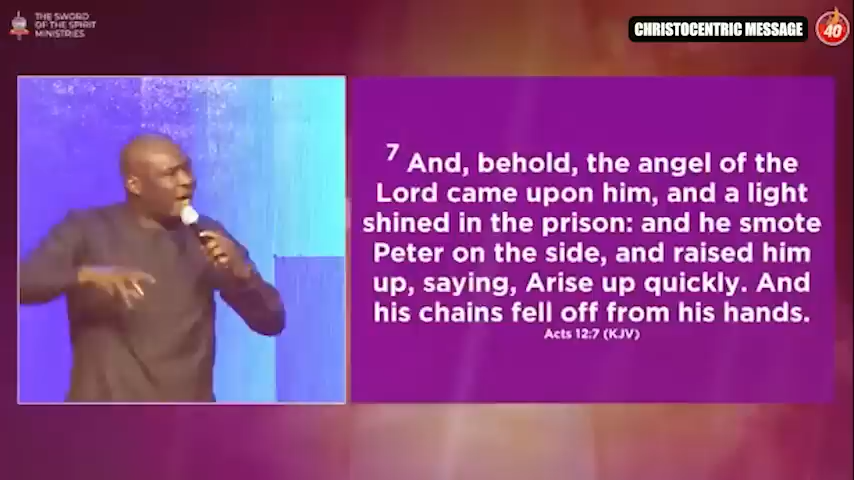 THE SWORD
OF THE SPIRIT
MINISTRIES
CHRISTOCENTRIC MESSAGE
40
7 And, behold, the angel of the
Lord came upon him, and a light
shined in the prison: and he smote
Peter on the side, and raised him
up, saying, Arise up quickly. And
his chains fell off from his hands.
Acts 12:7 (KJV)